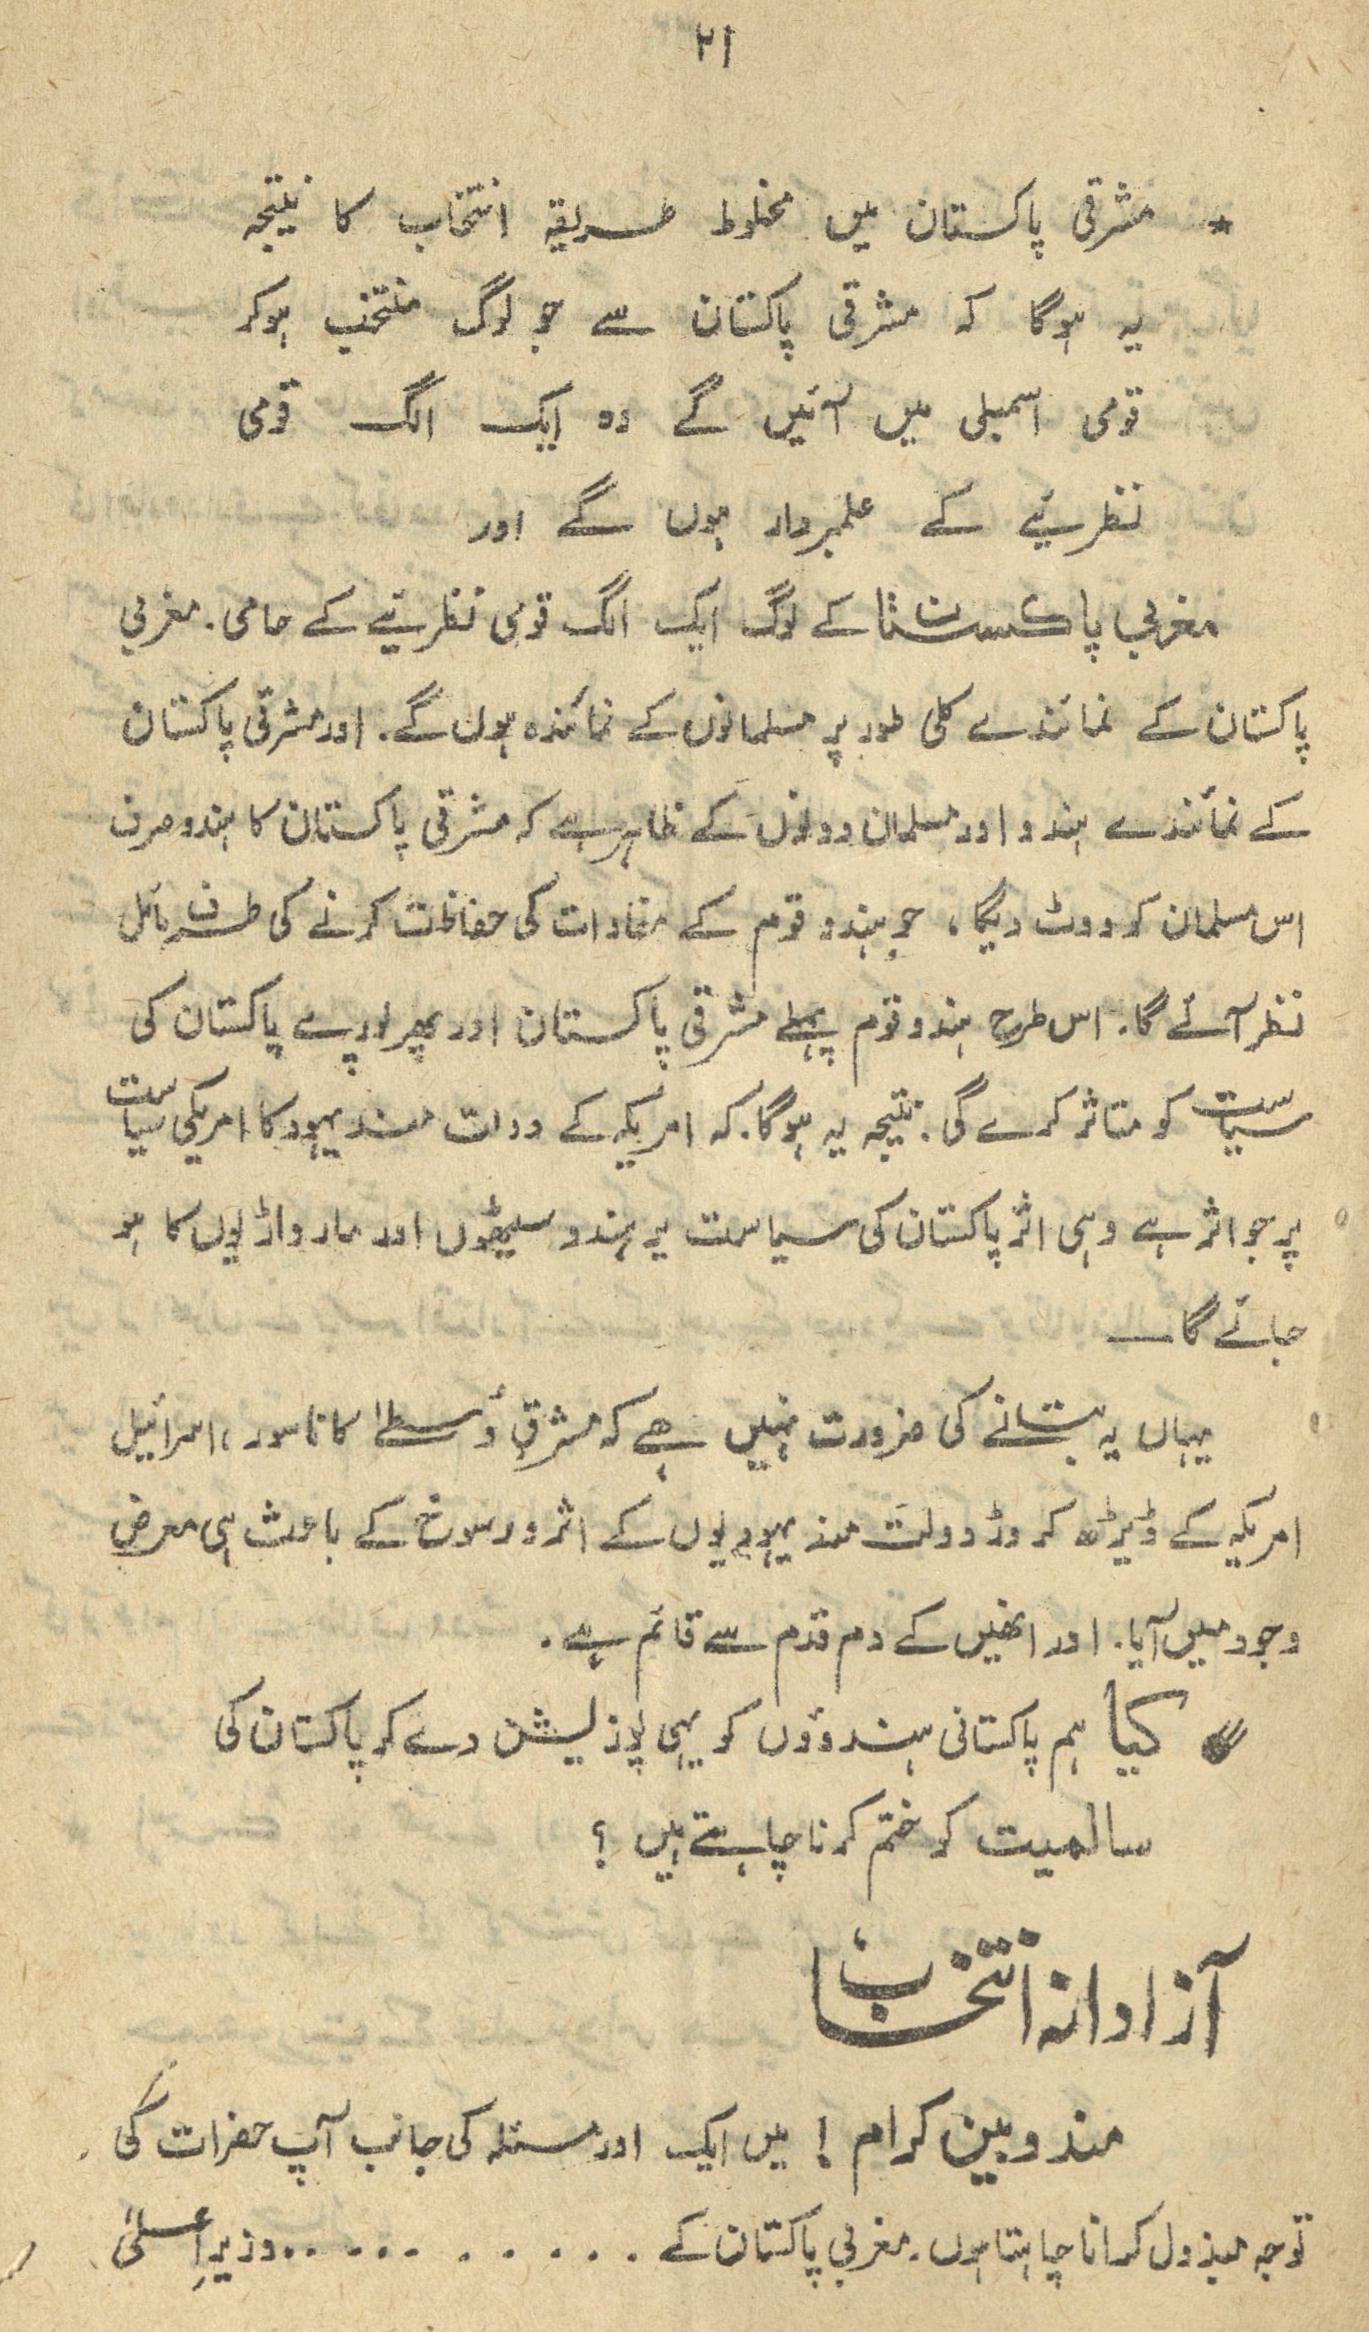 ۲۱
* مشرقی پاکستان میں مخلوط طریقہ انتخاب کا نتیجہ
یہ ہوگا کہ مشرقی پاکستان سے جو لوگ منتخب ہوکر
قومی اسمبلی میں آئیں گے وہ ایک الگ قومی
نظریئے کے علمبردار ہوں گے اور
مغربی پاکستان کے لوگ ایک الگ قومی نظریئے کے حامی۔ مغربی
پاکستان کے نمائندے کلی طور پر مسلمانوں کے نمائندہ ہوں گے۔ اور مشرقی پاکستان
کے نمائندے ہندو اور مسلمان دونوں کے ظاہر ہے کہ مشرقی پاکستان کا ہندو صرف
اس مسلمان کو ووٹ دیگا، جو ہندو قوم کے مفادات کی حفاظت کرنے کی طرف مائل
نظر آئے گا۔ اس طرح ہندو قوم پہلے مشرقی پاکستان اور پھر پورے پاکستان کی
سیاست کو متاثر کرے گی۔ نتیجہ یہ ہوگا۔ کہ امریکہ کے دولت مند یہود کا امریکی سیاست
پر جو اثر ہے وہی اثر پاکستان کی سیاست پر ہندو سیٹھوں اور مارواڑیوں کا ہو
جائے گا۔
یہاں یہ بتانے کی ضرورت نہیں ہے کہ مشرقِ وُسطےٰ کا ناسور، اسرائیل
امریکہ کے ڈیڑھ کروڑ دولت مند یہودیوں کے اثر و رسوخ کے باعث ہی معرض
وجود میں آیا۔ اور انھیں کے دم قدم سے قائم ہے۔
کیا ہم پاکستانی ہندوؤں کو یہی پوزیشن دے کر پاکستان کی
سالمیت کو ختم کرنا چاہتے ہیں ؟
آزادانہ انتخاب
مندوبین کرام ! میں ایک اور مسئلہ کی جانب آپ حضرات کی
توجہ مبذول کرانا چاہتا ہوں۔ مغربی پاکستان کے ............ وزیرِ اعلیٰ